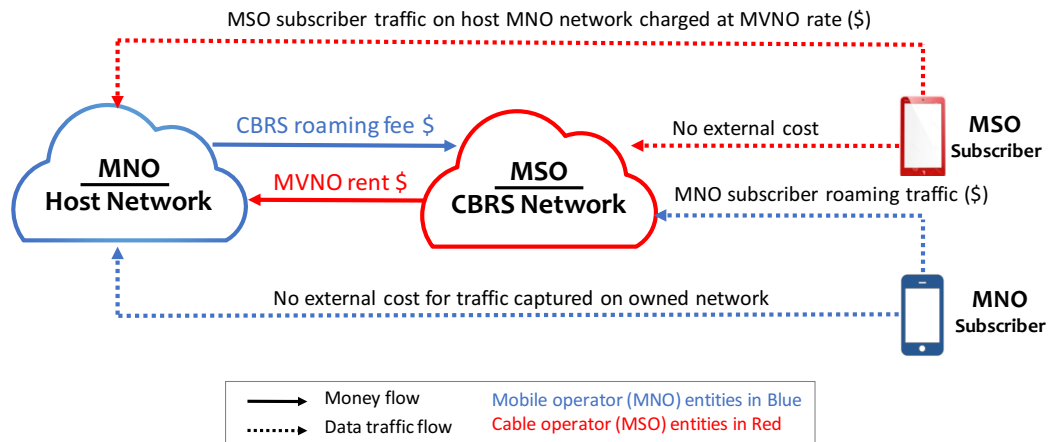 MSO subscriber traffic on host MNO network charged at MVNO rate ($)
CBRS roaming fee $
No external cost
MSO
Subscriber
MNO
Host Network
MVNO rent $
MSO
CBRS Network
MNO subscriber roaming traffic ($)
No external cost for traffic captured on owned network
MNO
Subscriber
Money flow
Mobile operator (MNO) entities in Blue
Data traffic flow
Cable operator (MSO) entities in Red